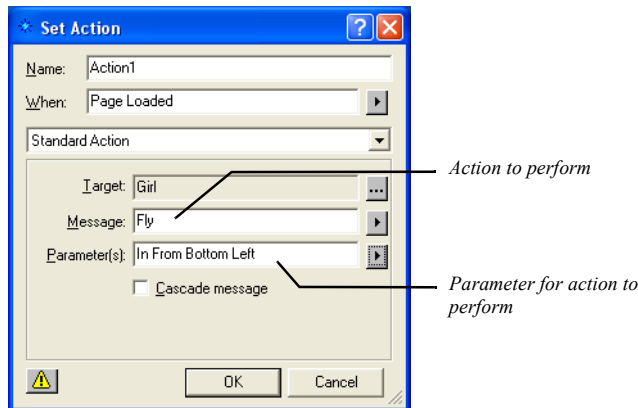 Set Action
Name: Action1
When: Page Loaded
Standard Action
Target: Girl ...
Message: Fly
Parameter(s): In From Bottom Left
Cascade message
OK Cancel
Action to perform
Parameter for action to
perform